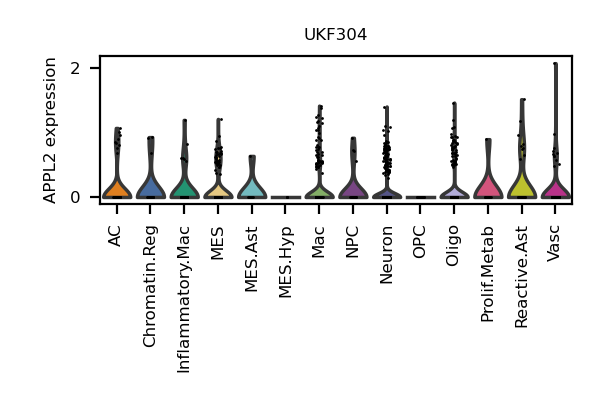 UKF304
APPL2 expression
2
0
AC
Chromatin.Reg
Inflammatory.Mac
MES
MES.Ast
MES.Hyp
Mac
NPC
Neuron
OPC
Oligo
Prolif.Metab
Reactive.Ast
Vasc